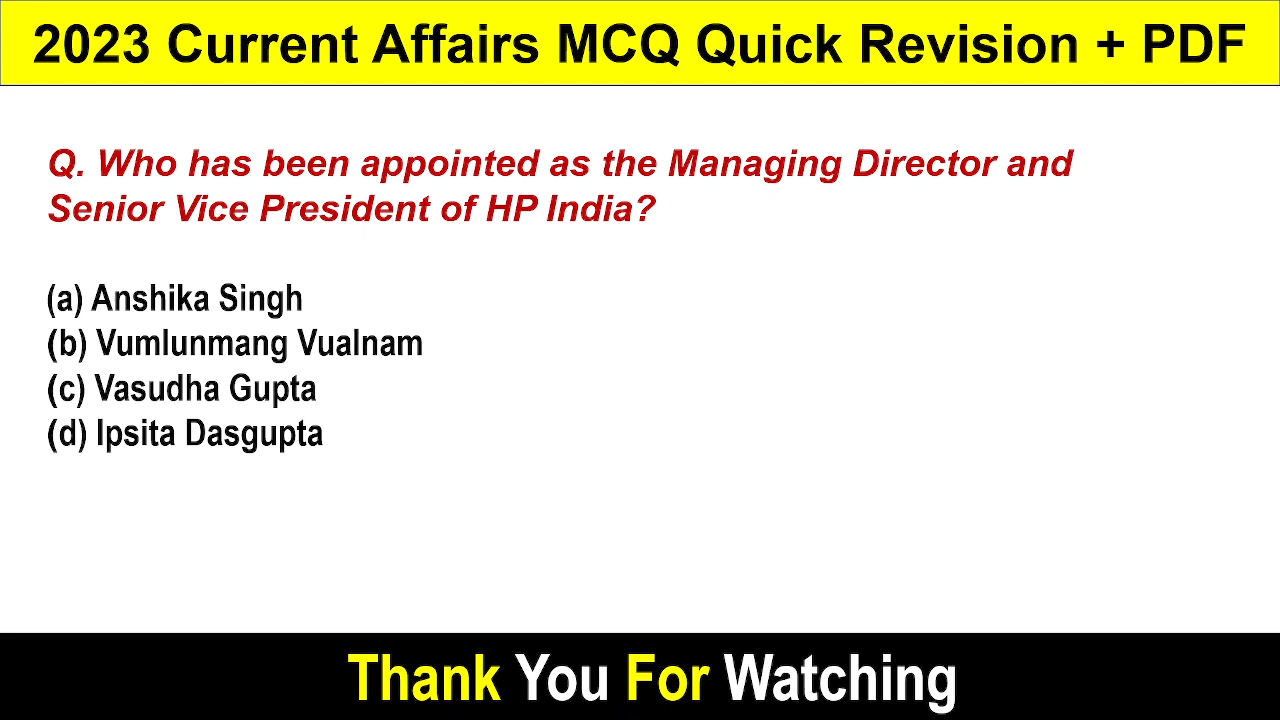 2023 Current Affairs MCQ Quick Revision + PDF
Q. Who has been appointed as the Managing Director and
Senior Vice President of HP India?
(a) Anshika Singh
(b) Vumlunmang Vualnam
(c) Vasudha Gupta
(d) Ipsita Dasgupta
Thank You For Watching